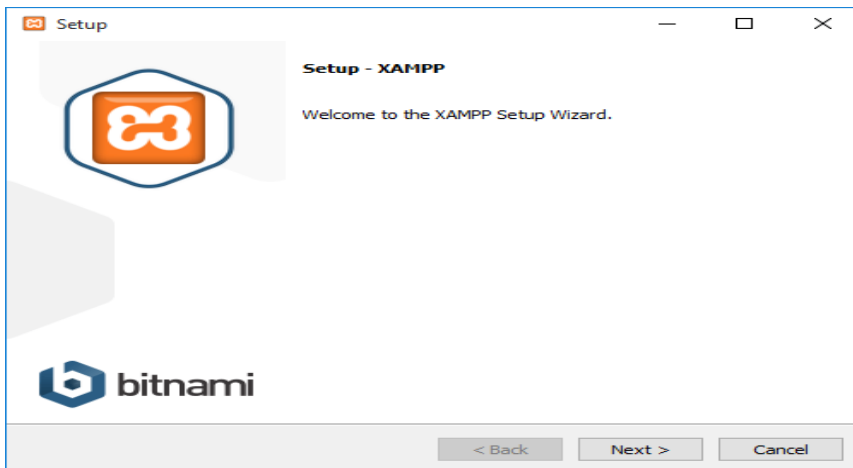 Setup
Setup - XAMPP
Welcome to the XAMPP Setup Wizard.
bitnami
< Back
Next >
Cancel